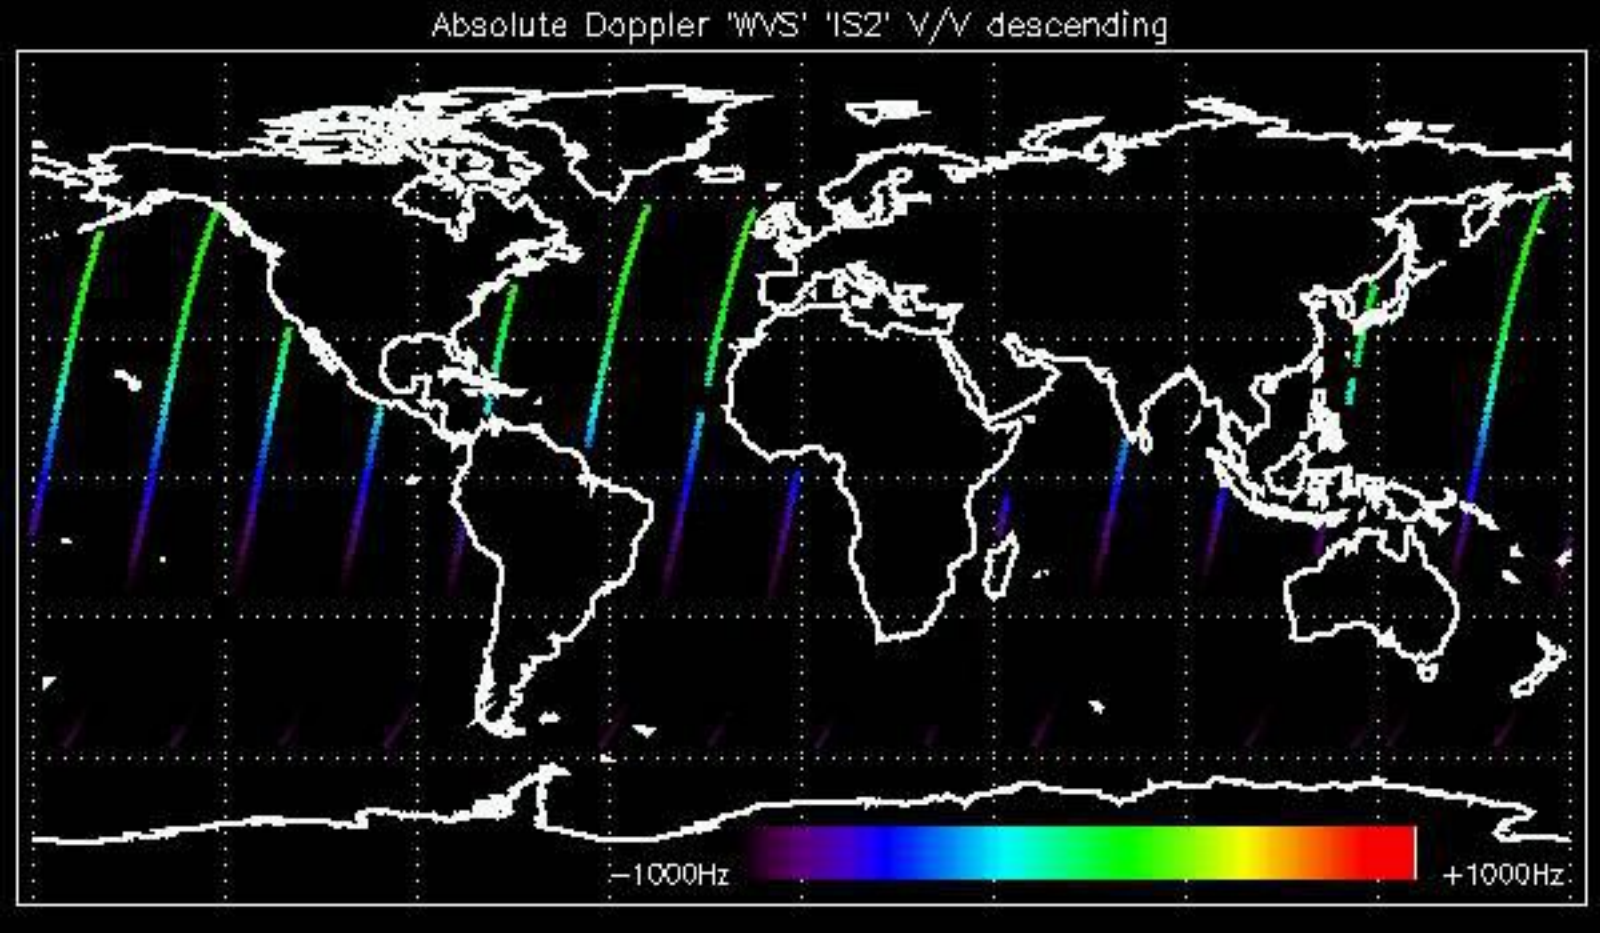 Absolute Doppler 'WVS' 'IS2' V/V descending
-1000Hz +1000Hz